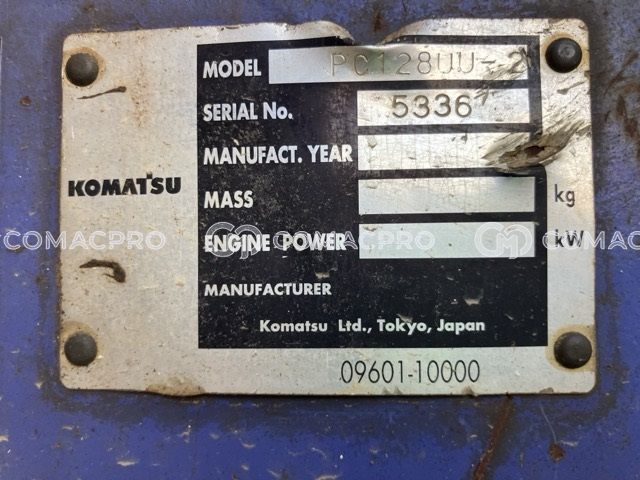 MODEL PC128UU-2
SERIAL No. 5336
MANUFACT. YEAR
KOMATSU
MASS kg
COMACPRO COMACPRO COMACPRO
ENGINE POWER kW
MANUFACTURER
Komatsu Ltd., Tokyo, Japan
09601-10000